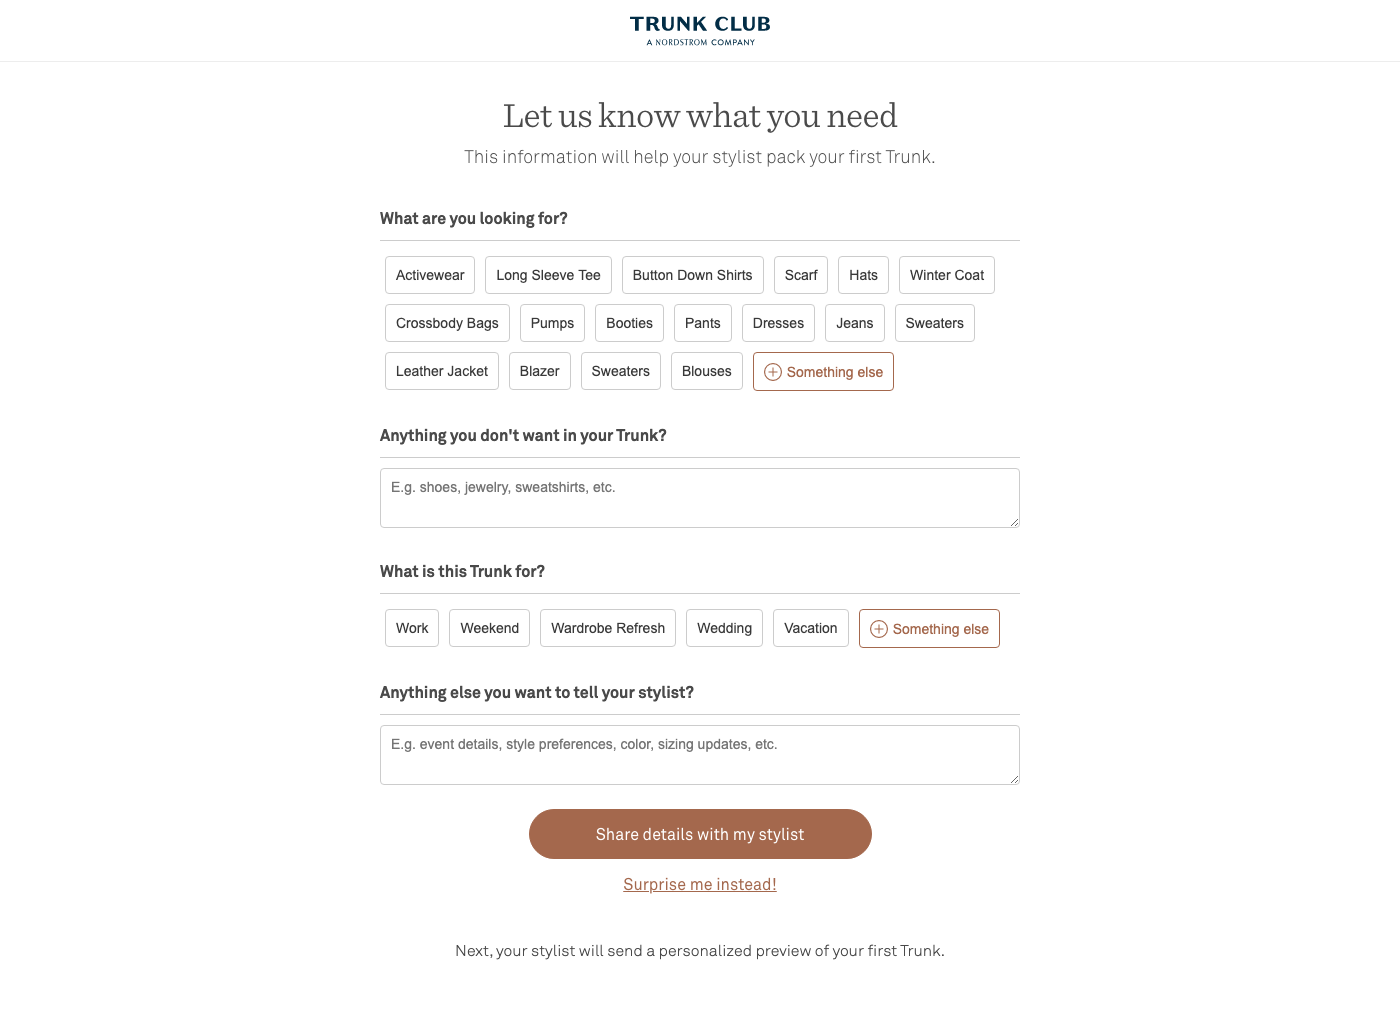 TRUNK CLUB
A NORDSTROM COMPANY
Let us know what you need
This information will help your stylist pack your first Trunk.
What are you looking for?
Activewear Long Sleeve Tee Button Down Shirts Scarf Hats Winter Coat
Crossbody Bags Pumps Booties Pants Dresses Jeans Sweaters
Leather Jacket Blazer Sweaters Blouses Something else
Anything you don't want in your Trunk?
E.g. shoes, jewelry, sweatshirts, etc.
What is this Trunk for?
Work Weekend Wardrobe Refresh Wedding Vacation Something else
Anything else you want to tell your stylist?
E.g. event details, style preferences, color, sizing updates, etc.
Share details with my stylist
Surprise me instead!
Next, your stylist will send a personalized preview of your first Trunk.